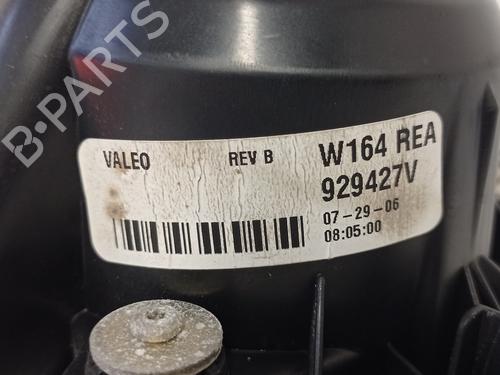 VALEO REV B W164 REA
929427V
07-29-06
08:05:00
B-PARTS